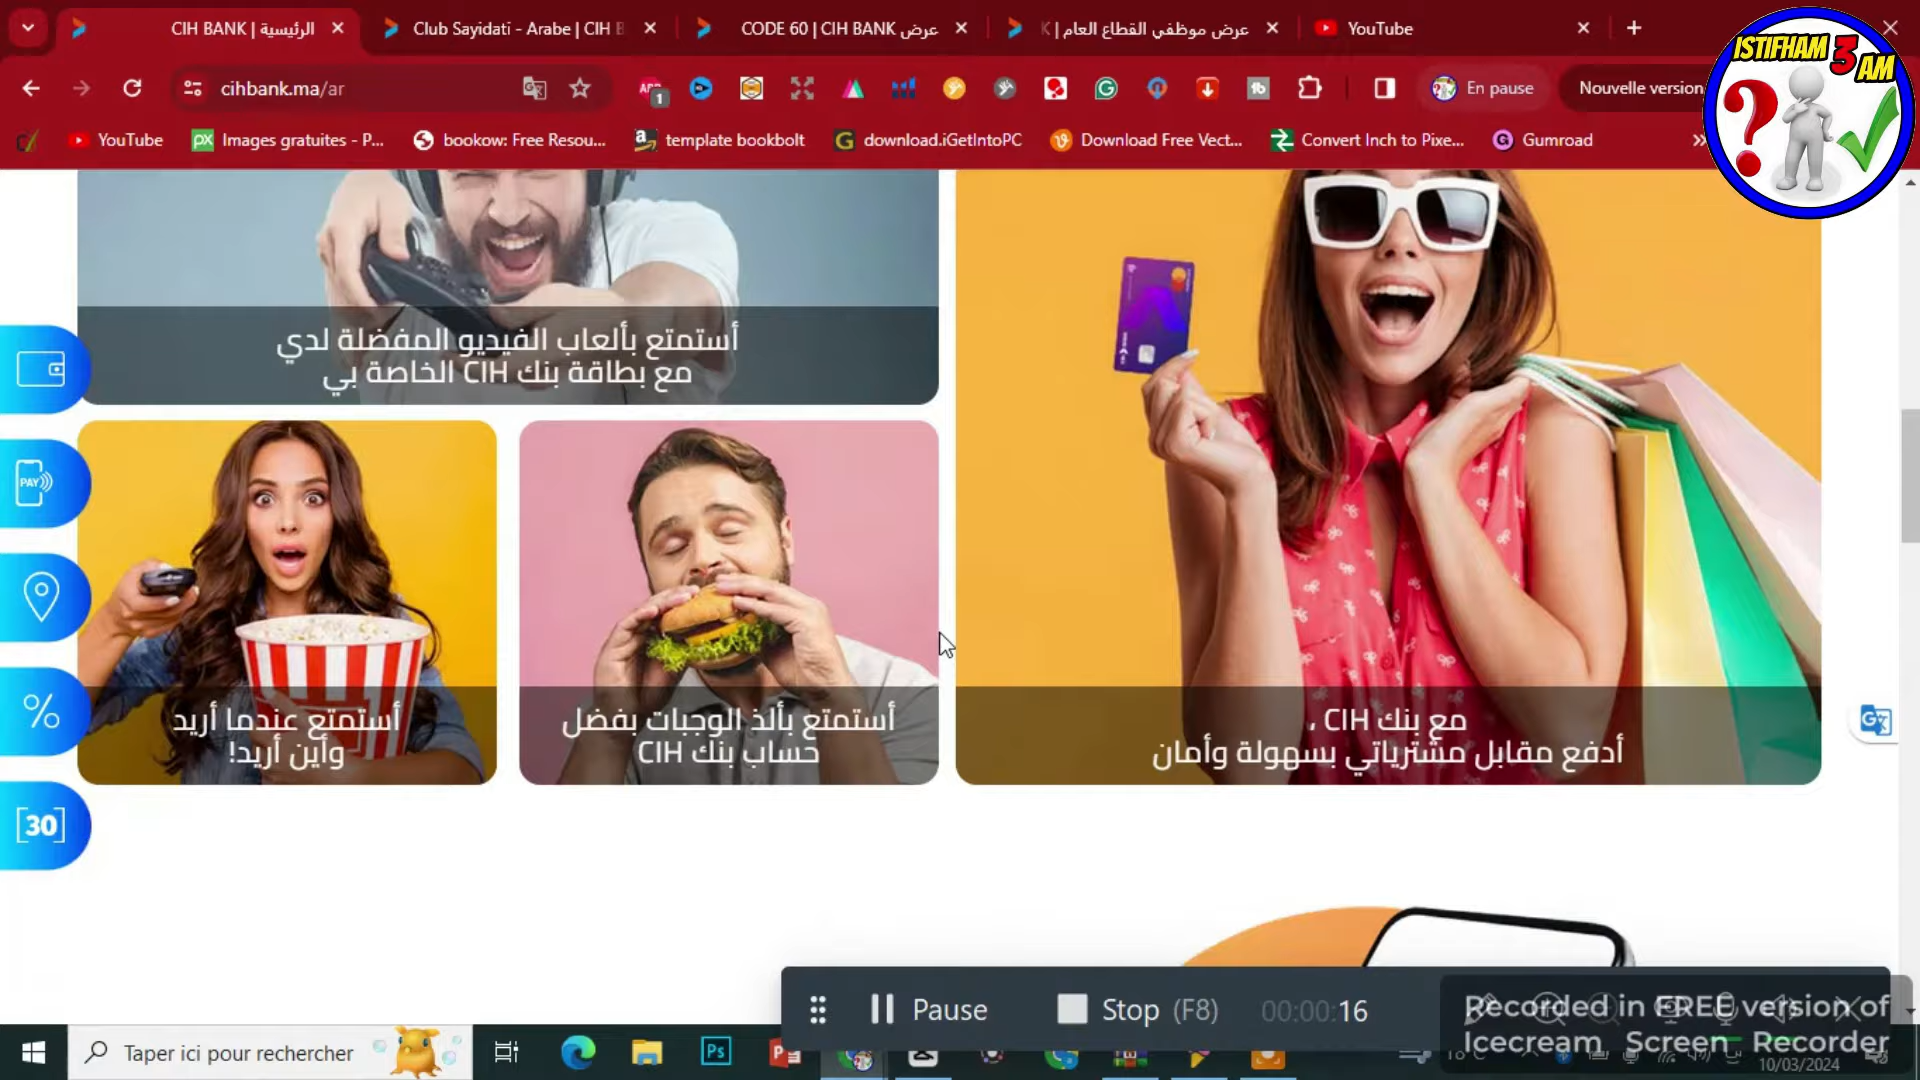 CIH BANK | الرئيسية
Club Sayidati - Arabe | CIH B
CODE 60 | CIH BANK عرض
عرض موظفي القطاع العام |
YouTube
ISTIFHAM 3
AM
cihbank.ma/ar
1
En pause
Nouvelle version
YouTube
Images gratuites - P...
bookow: Free Resou...
template bookbolt
download.iGetIntoPC
Download Free Vect...
Convert Inch to Pixe...
Gumroad
أستمتع بألعاب الفيديو المفضلة لدي
مع بطاقة بنك CIH الخاصة بي
PAY
أستمتع عندما أريد
وأين أريد!
أستمتع بألذ الوجبات بفضل
حساب بنك CIH
مع بنك CIH ،
أدفع مقابل مشترياتي بسهولة وأمان
%
[30]
Pause
Stop (F8)
00:00:16
Recorded in FREE version of
Icecream Screen Recorder
Taper ici pour rechercher
Ps
10/03/2024